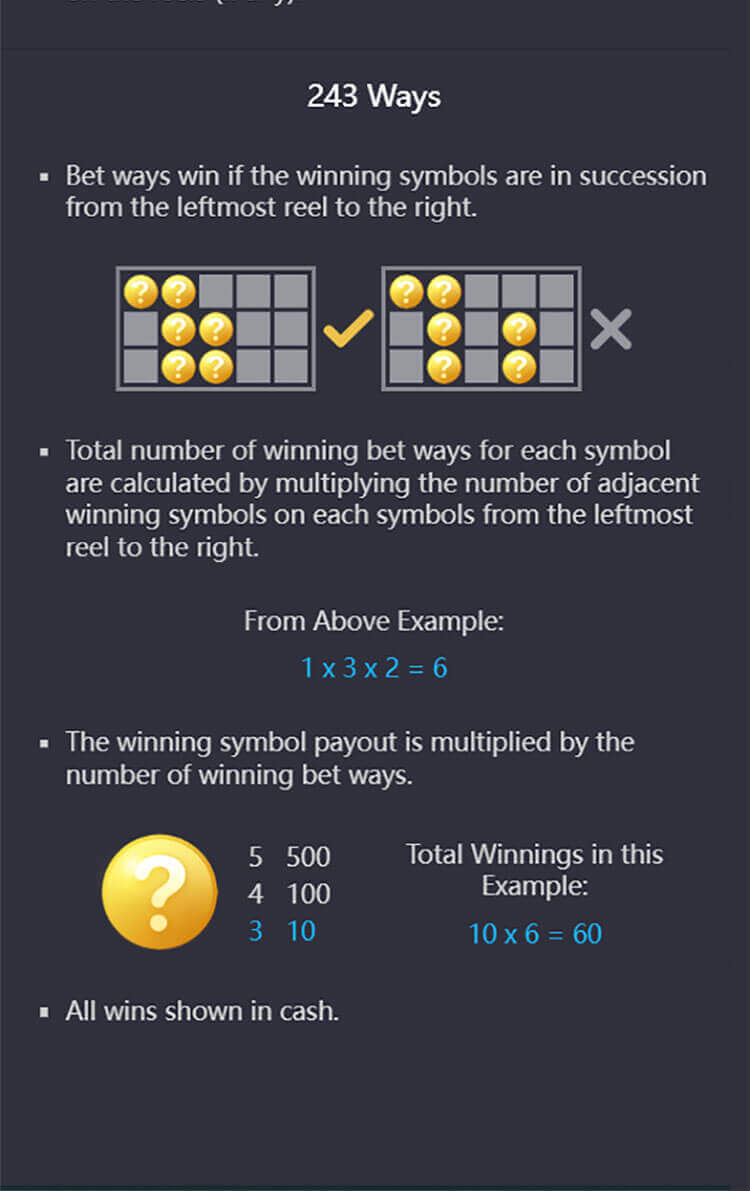 243 Ways
▪ Bet ways win if the winning symbols are in succession
from the leftmost reel to the right.
? ? ? ?
? ? ? ? ?
? ? ? ?
▪ Total number of winning bet ways for each symbol
are calculated by multiplying the number of adjacent
winning symbols on each symbols from the leftmost
reel to the right.
From Above Example:
1 x 3 x 2 = 6
▪ The winning symbol payout is multiplied by the
number of winning bet ways.
?
5 500
4 100
3 10
Total Winnings in this
Example:
10 x 6 = 60
▪ All wins shown in cash.